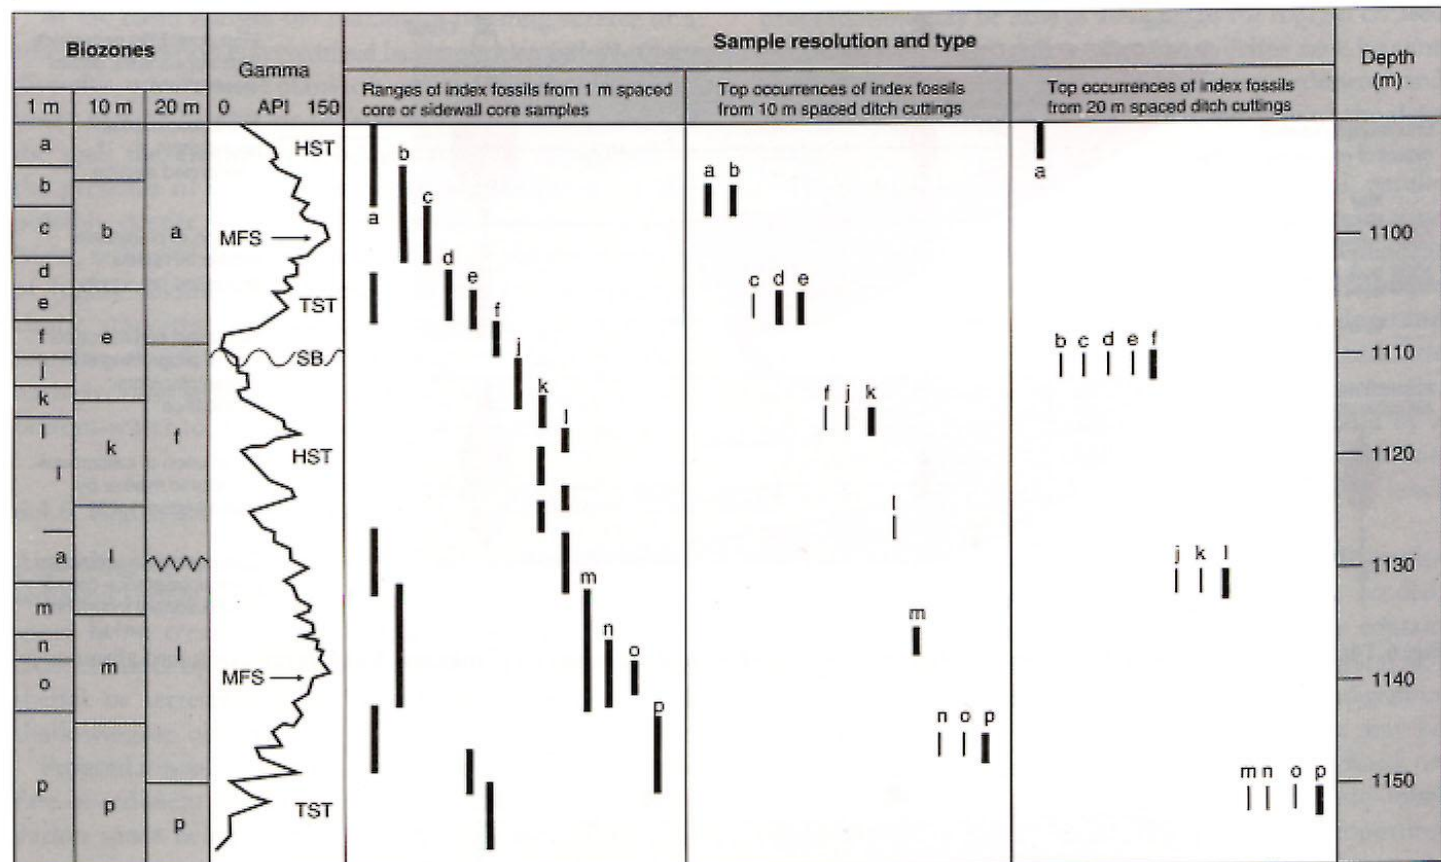 Biozones
Gamma
Sample resolution and type
Depth
(m)
1 m
10 m
20 m
0 API 150
Ranges of index fossils from 1 m spaced
core or sidewall core samples
Top occurrences of index fossils
from 10 m spaced ditch cuttings
Top occurrences of index fossils
from 20 m spaced ditch cuttings
a
b
c
d
e
f
j
k
l
l
a
m
n
o
p
b
e
k
l
m
p
a
f
l
p
HST
MFS
TST
SB
HST
MFS
TST
a
b
c
d
e
f
j
k
l
m
n
o
p
a b
c d e
f j k
l
m
n o p
a
b c d e f
j k l
m n o p
1100
1110
1120
1130
1140
1150